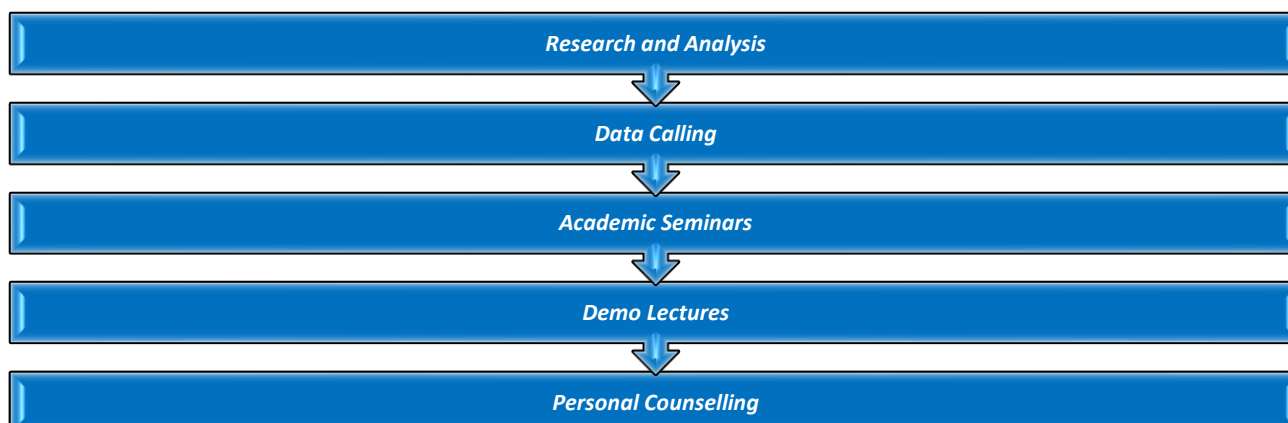 Research and Analysis
Data Calling
Academic Seminars
Demo Lectures
Personal Counselling